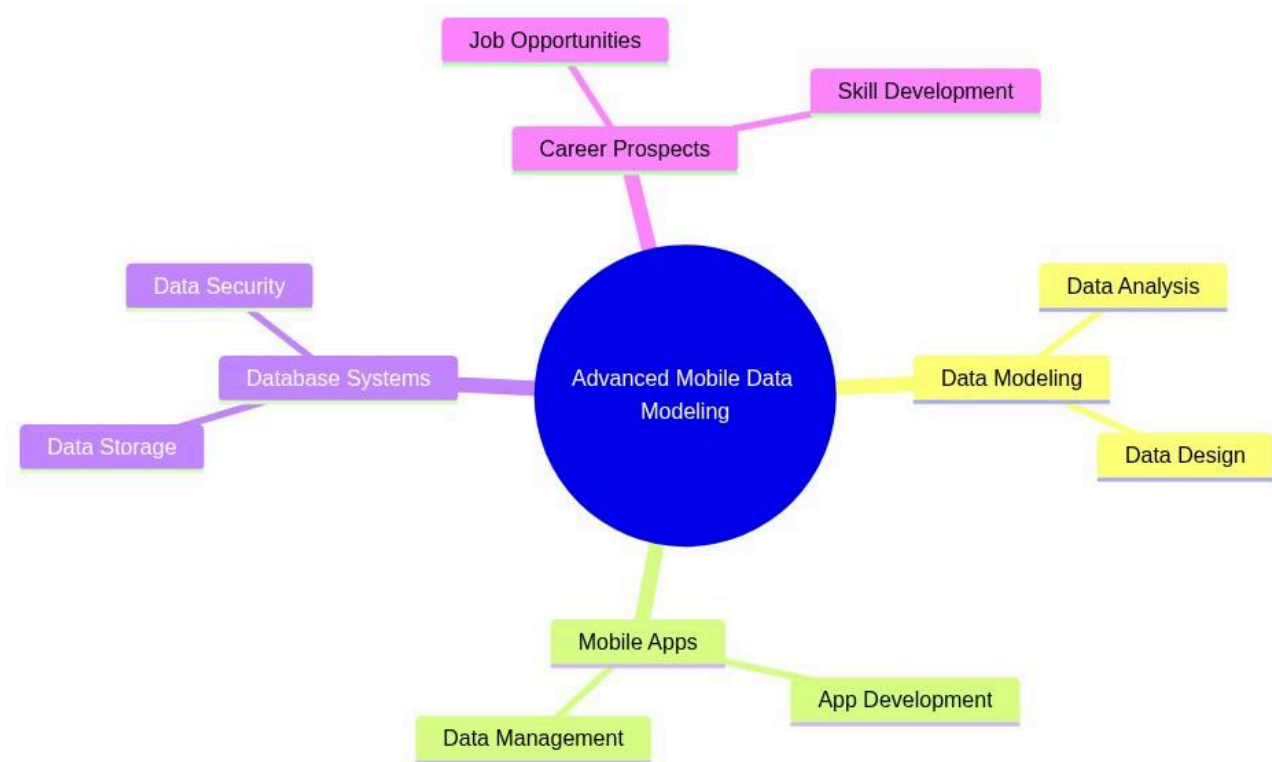 Job Opportunities
Skill Development
Career Prospects
Data Security
Data Analysis
Database Systems
Advanced Mobile Data
Modeling
Data Modeling
Data Storage
Data Design
Mobile Apps
App Development
Data Management